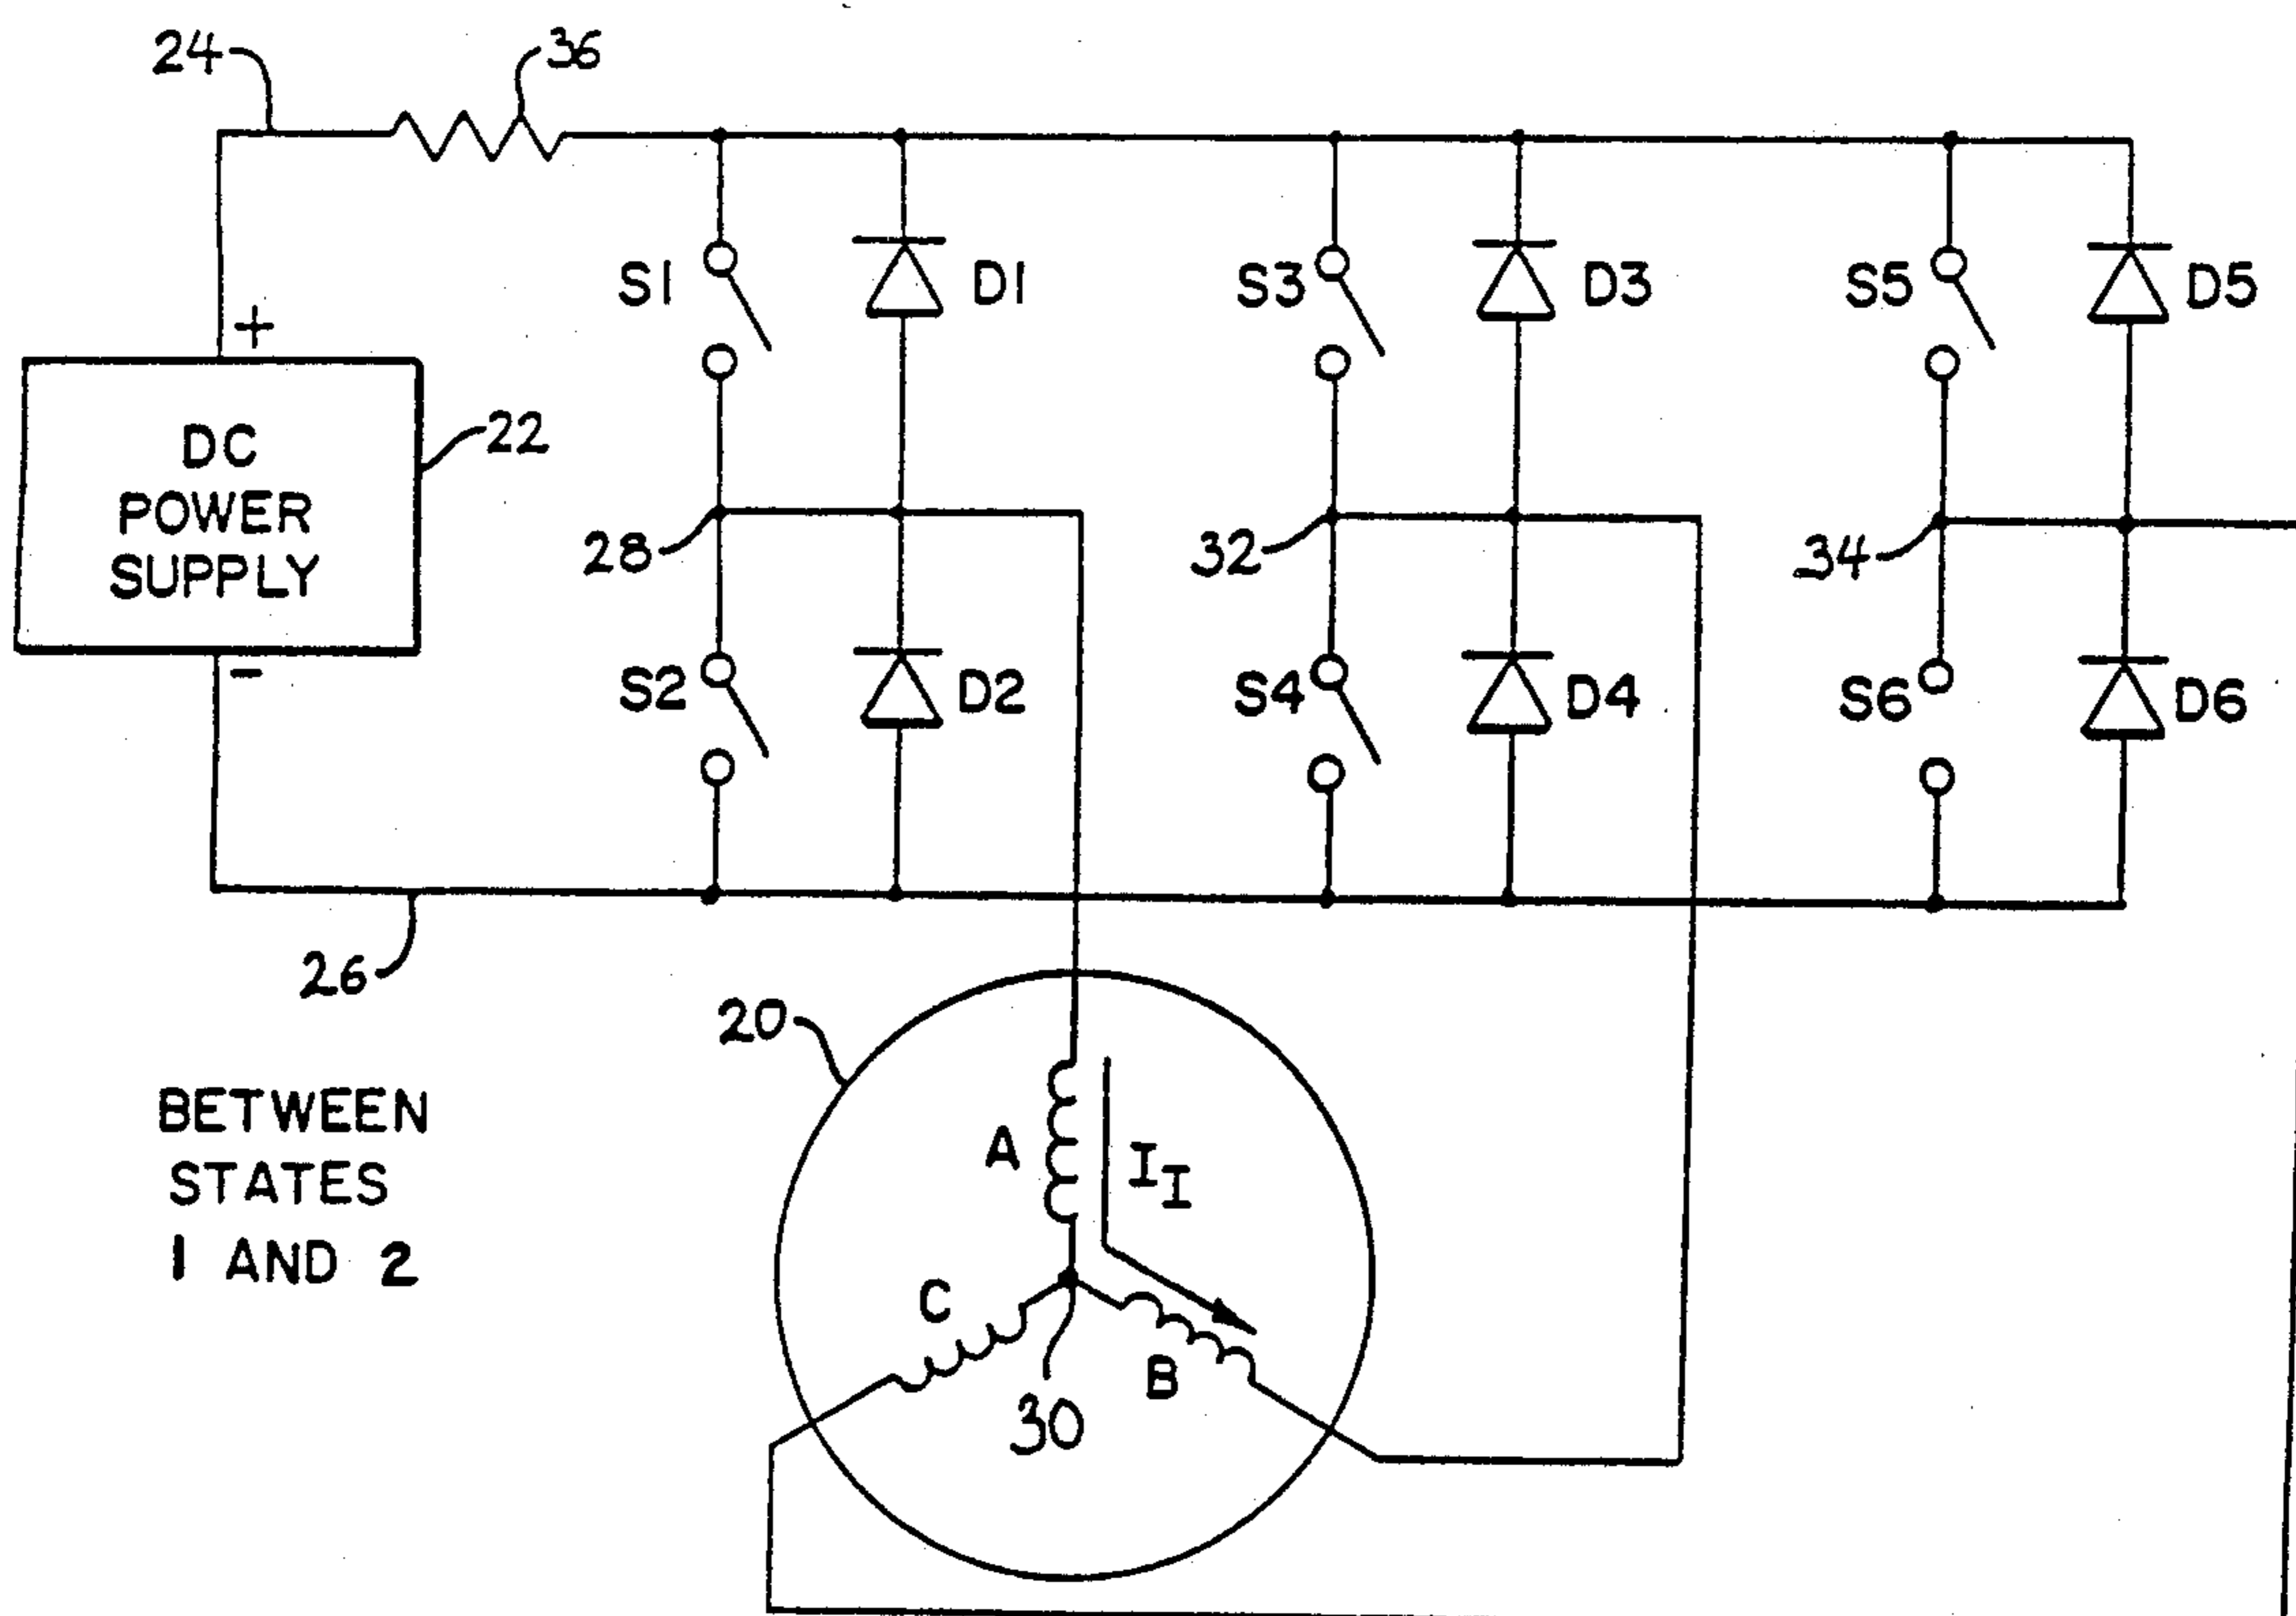 24
36
S1
D1
S3
D3
S5
D5
+
DC
POWER
SUPPLY
22
28
32
34
-
S2
D2
S4
D4
S6
D6
26
20
BETWEEN
STATES
1 AND 2
A
I_I
C
B
30